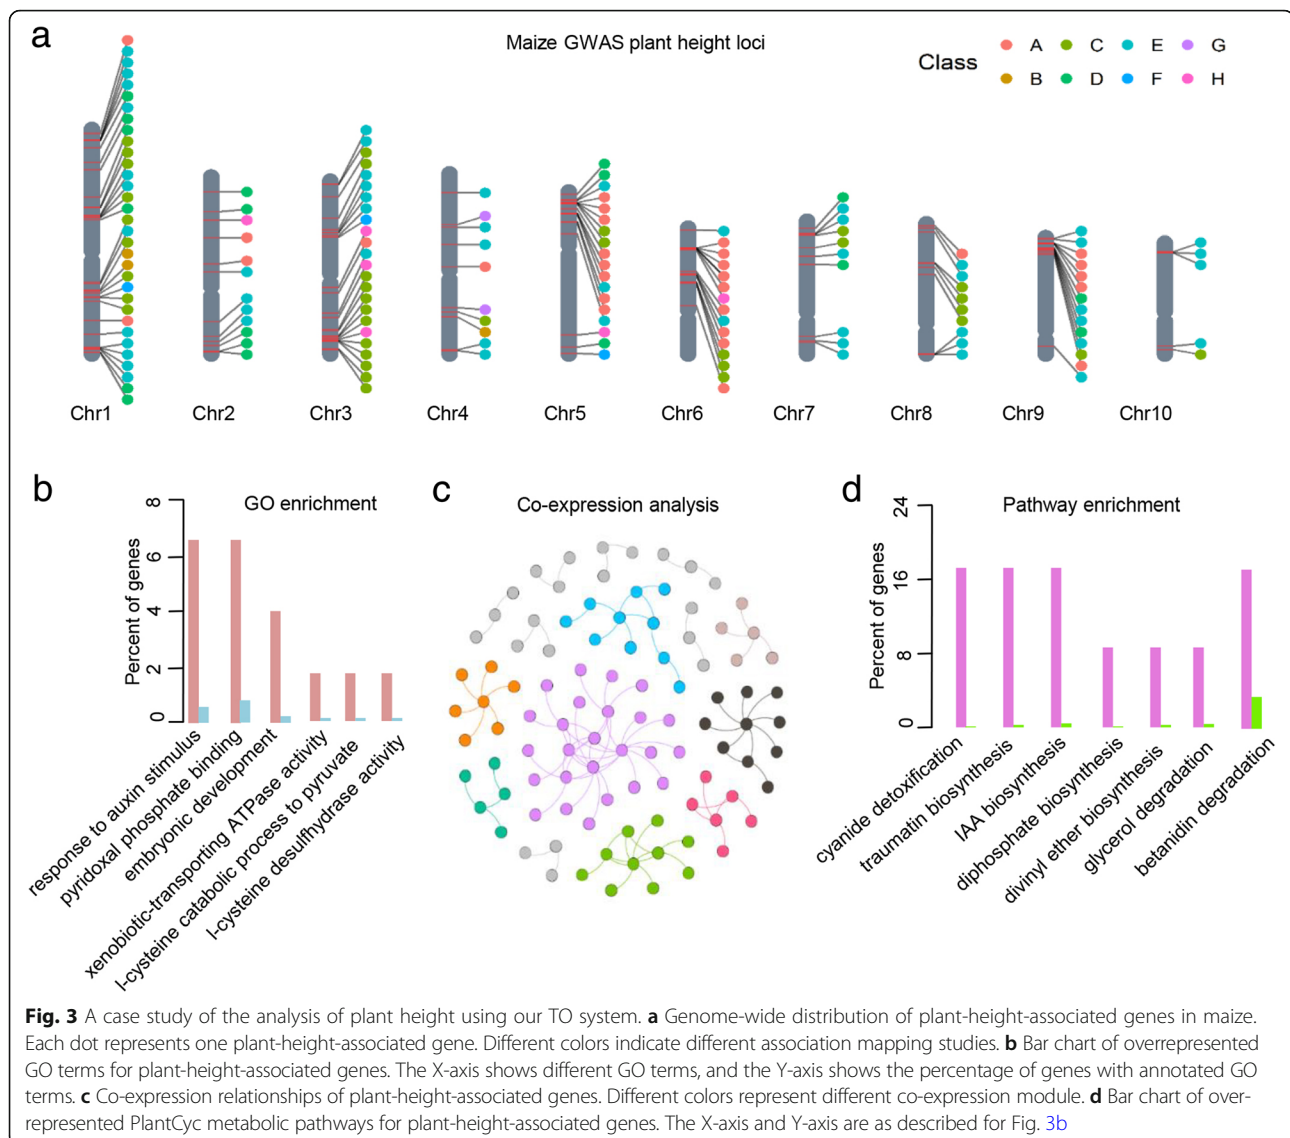 a
Maize GWAS plant height loci
Class
A C E G
B D F H
Chr1 Chr2 Chr3 Chr4 Chr5 Chr6 Chr7 Chr8 Chr9 Chr10
b
GO enrichment
Percent of genes
8
6
4
2
0
response to auxin stimulus
pyridoxal phosphate binding
embryonic development
xenobiotic-transporting ATPase activity
l-cysteine catabolic process to pyruvate
l-cysteine desulfhydrase activity
c
Co-expression analysis
d
Pathway enrichment
Percent of genes
24
16
8
0
cyanide detoxification
traumatin biosynthesis
IAA biosynthesis
diphosphate biosynthesis
divinyl ether biosynthesis
glycerol degradation
betanidin degradation
Fig. 3 A case study of the analysis of plant height using our TO system. a Genome-wide distribution of plant-height-associated genes in maize.
Each dot represents one plant-height-associated gene. Different colors indicate different association mapping studies. b Bar chart of overrepresented
GO terms for plant-height-associated genes. The X-axis shows different GO terms, and the Y-axis shows the percentage of genes with annotated GO
terms. c Co-expression relationships of plant-height-associated genes. Different colors represent different co-expression module. d Bar chart of over-
represented PlantCyc metabolic pathways for plant-height-associated genes. The X-axis and Y-axis are as described for Fig. 3b